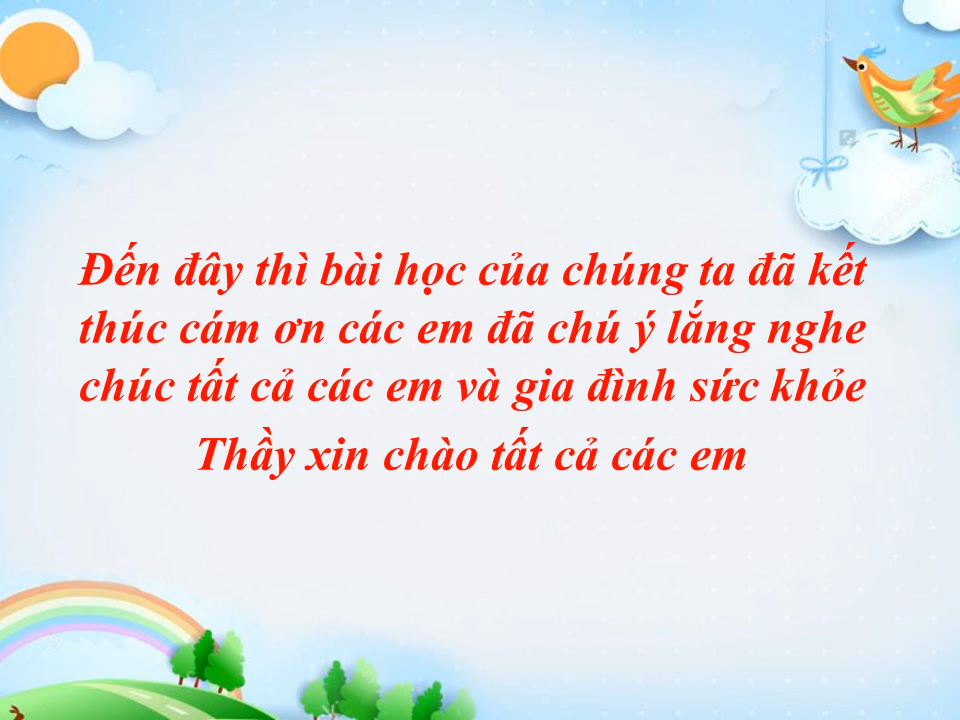 Đến đây thì bài học của chúng ta đã kết
thúc cám ơn các em đã chú ý lắng nghe
chúc tất cả các em và gia đình sức khỏe
Thầy xin chào tất cả các em